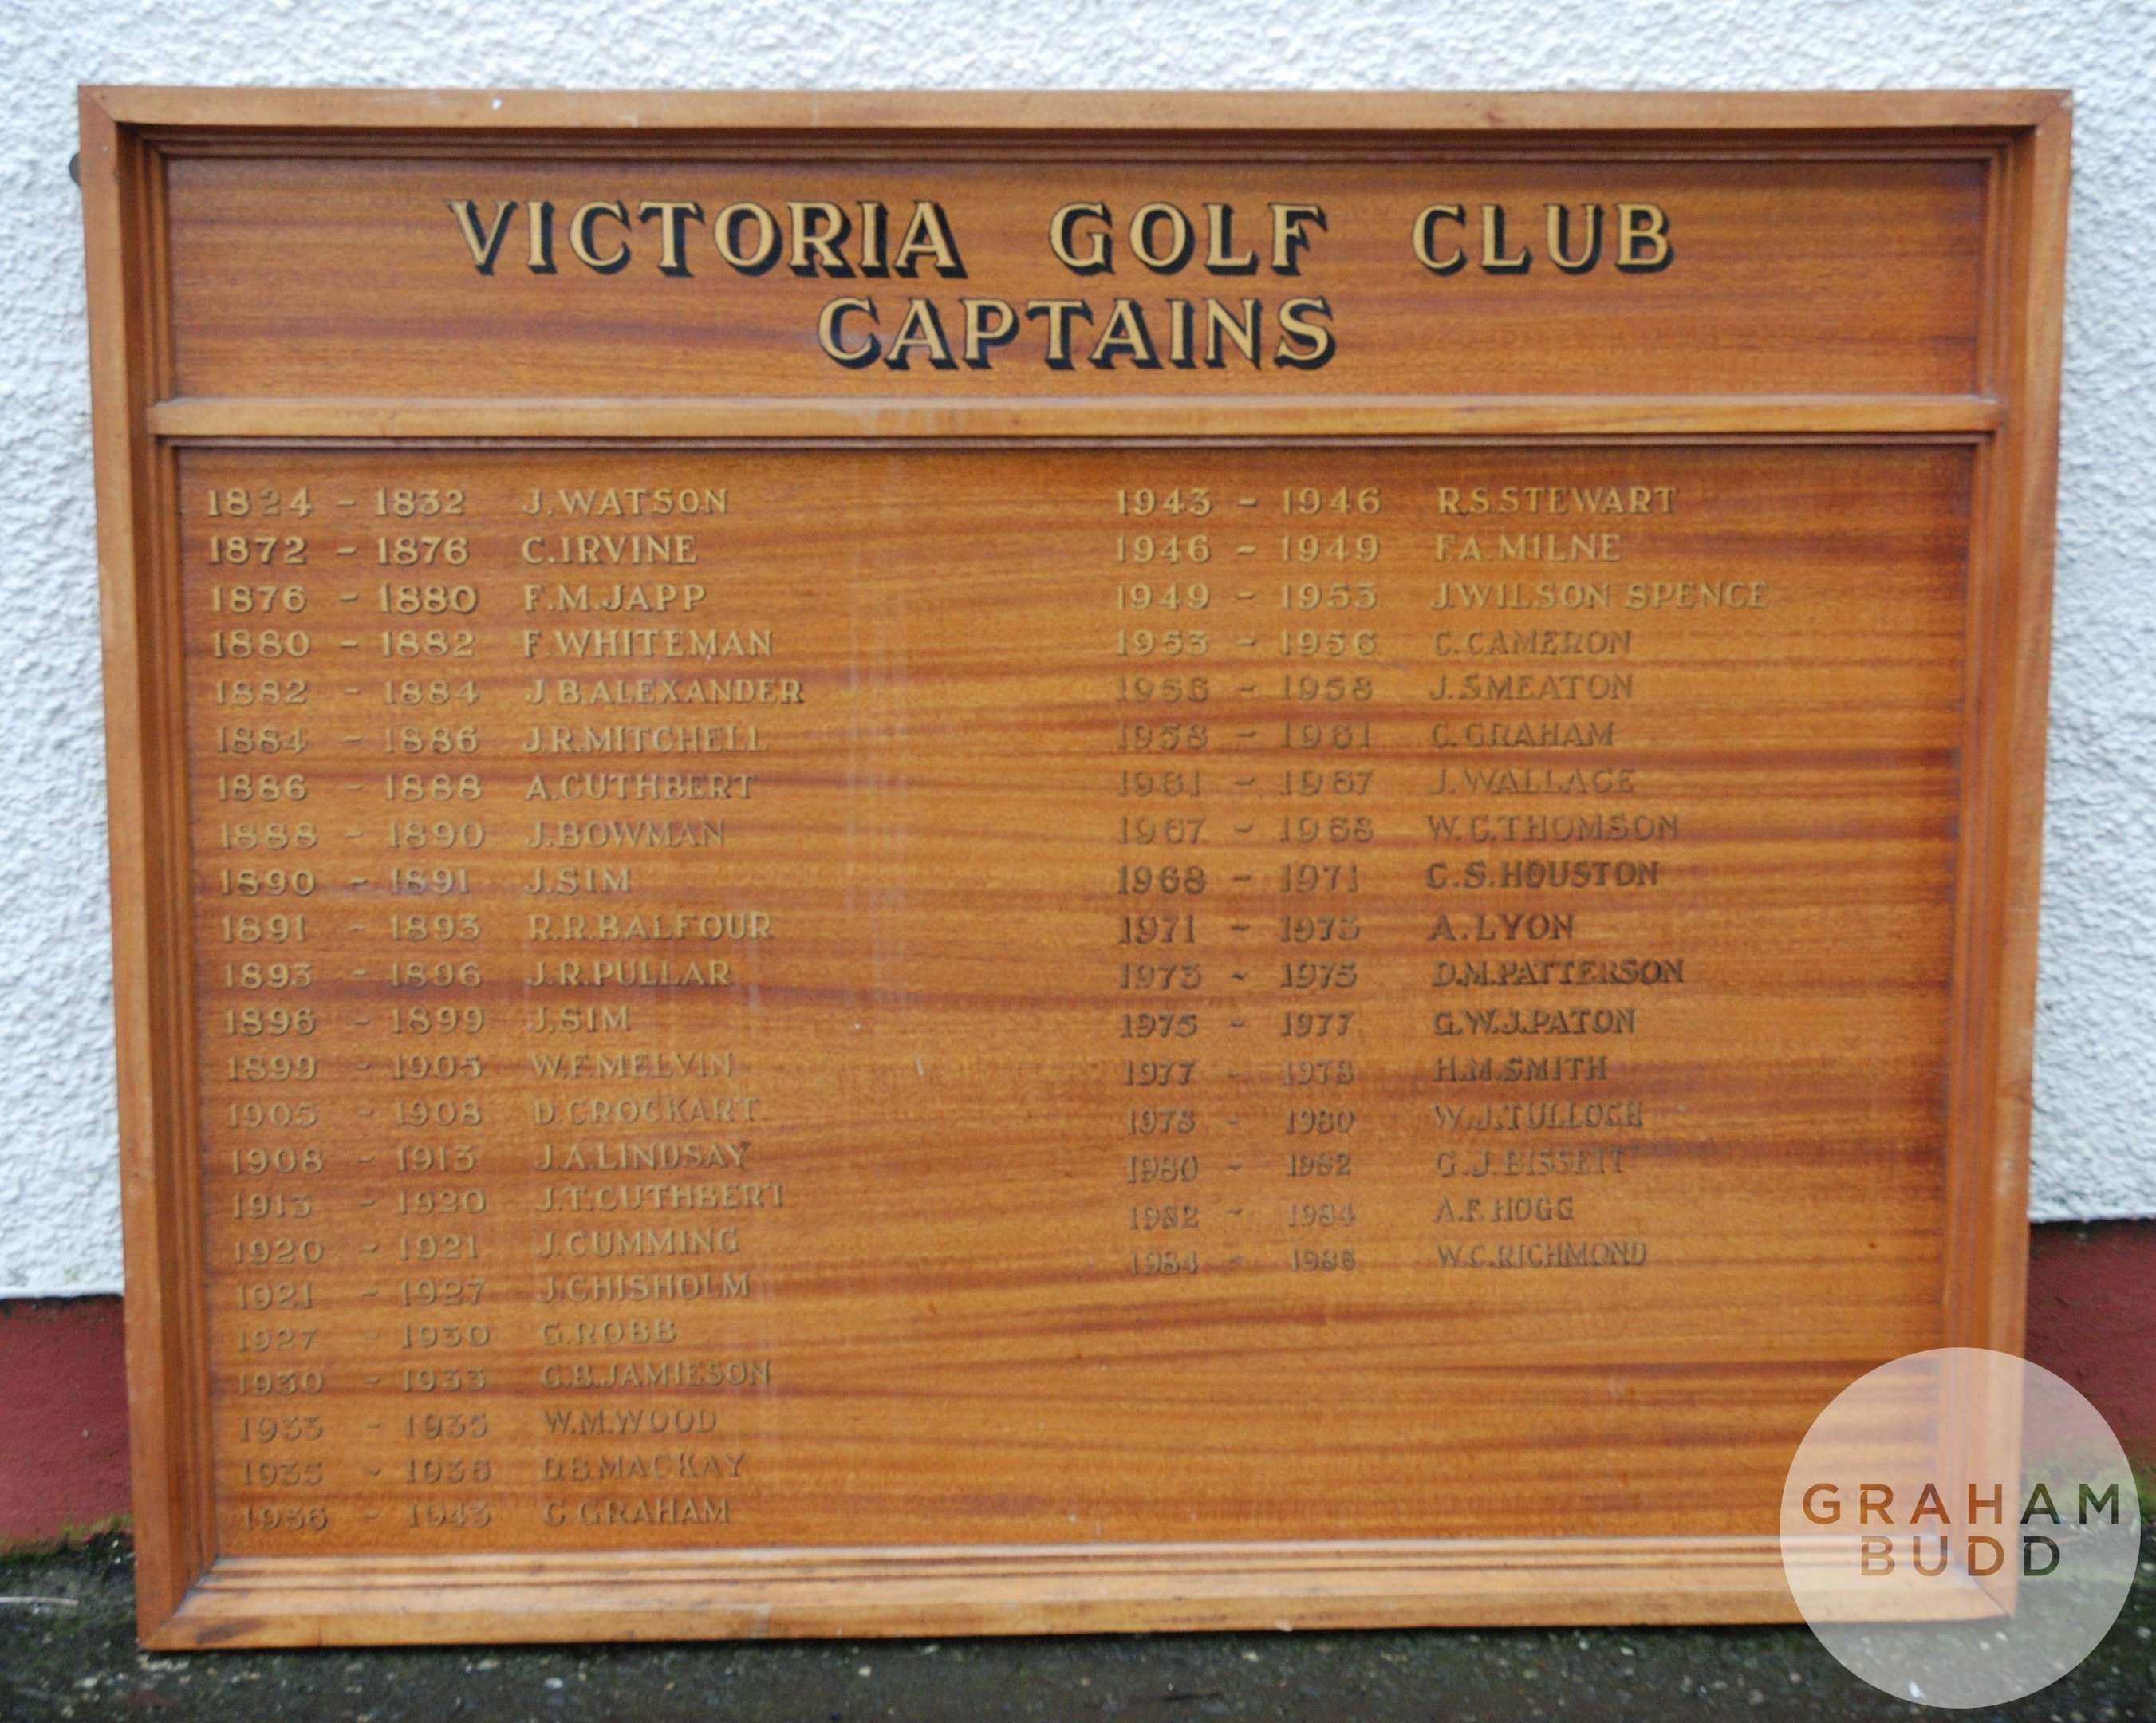 VICTORIA GOLF CLUB
CAPTAINS
1824 - 1832 J. WATSON
1872 - 1876 C. IRVINE
1876 - 1880 F.M. JAPP
1880 - 1882 F WHITEMAN
1882 - 1884 J B. ALEXANDER
1884 - 1886 J.R. MITCHELL
1886 - 1888 A. CUTHBERT
1888 - 1890 J. BOWMAN
1890 - 1891 J. SIM
1891 - 1893 R.R. BALFOUR
1893 - 1896 J.R. PULLAR
1896 - 1899 J. SIM
1899 - 1905 W.F. MELVIN
1905 - 1908 D. CROCKART.
1908 - 1913 J.A. LINDSAY
1913 - 1920 J.T. CUTHBERT
1920 - 1921 J. CUMMING
1921 - 1927 J. CHISHOLM
1927 - 1930 G. ROBB
1930 - 1933 G.B. JAMIESON
1933 - 1935 W.M. WOOD
1935 - 1936 D.B. MACKAY
1936 - 1943 C GRAHAM
1943 - 1946 R.S. STEWART
1946 - 1949 F.A. MILNE
1949 - 1953 J. WILSON SPENCE
1953 - 1956 C. CAMERON
1956 - 1958 J. SMEATON
1958 - 1961 C. GRAHAM
1961 - 1967 J. WALLACE
1967 - 1968 W.C. THOMSON
1968 - 1971 C.S. HOUSTON
1971 - 1973 A. LYON
1973 - 1975 D.M. PATTERSON
1975 - 1977 G.W.J. PATON
1977 - 1978 H.M. SMITH
1978 - 1980 W.J. TULLOCH
1980 - 1982 G.J. BISSETT
1982 - 1984 A.F. HOGG
1984 - 1986 W.C. RICHMOND
GRAHAM
BUDD